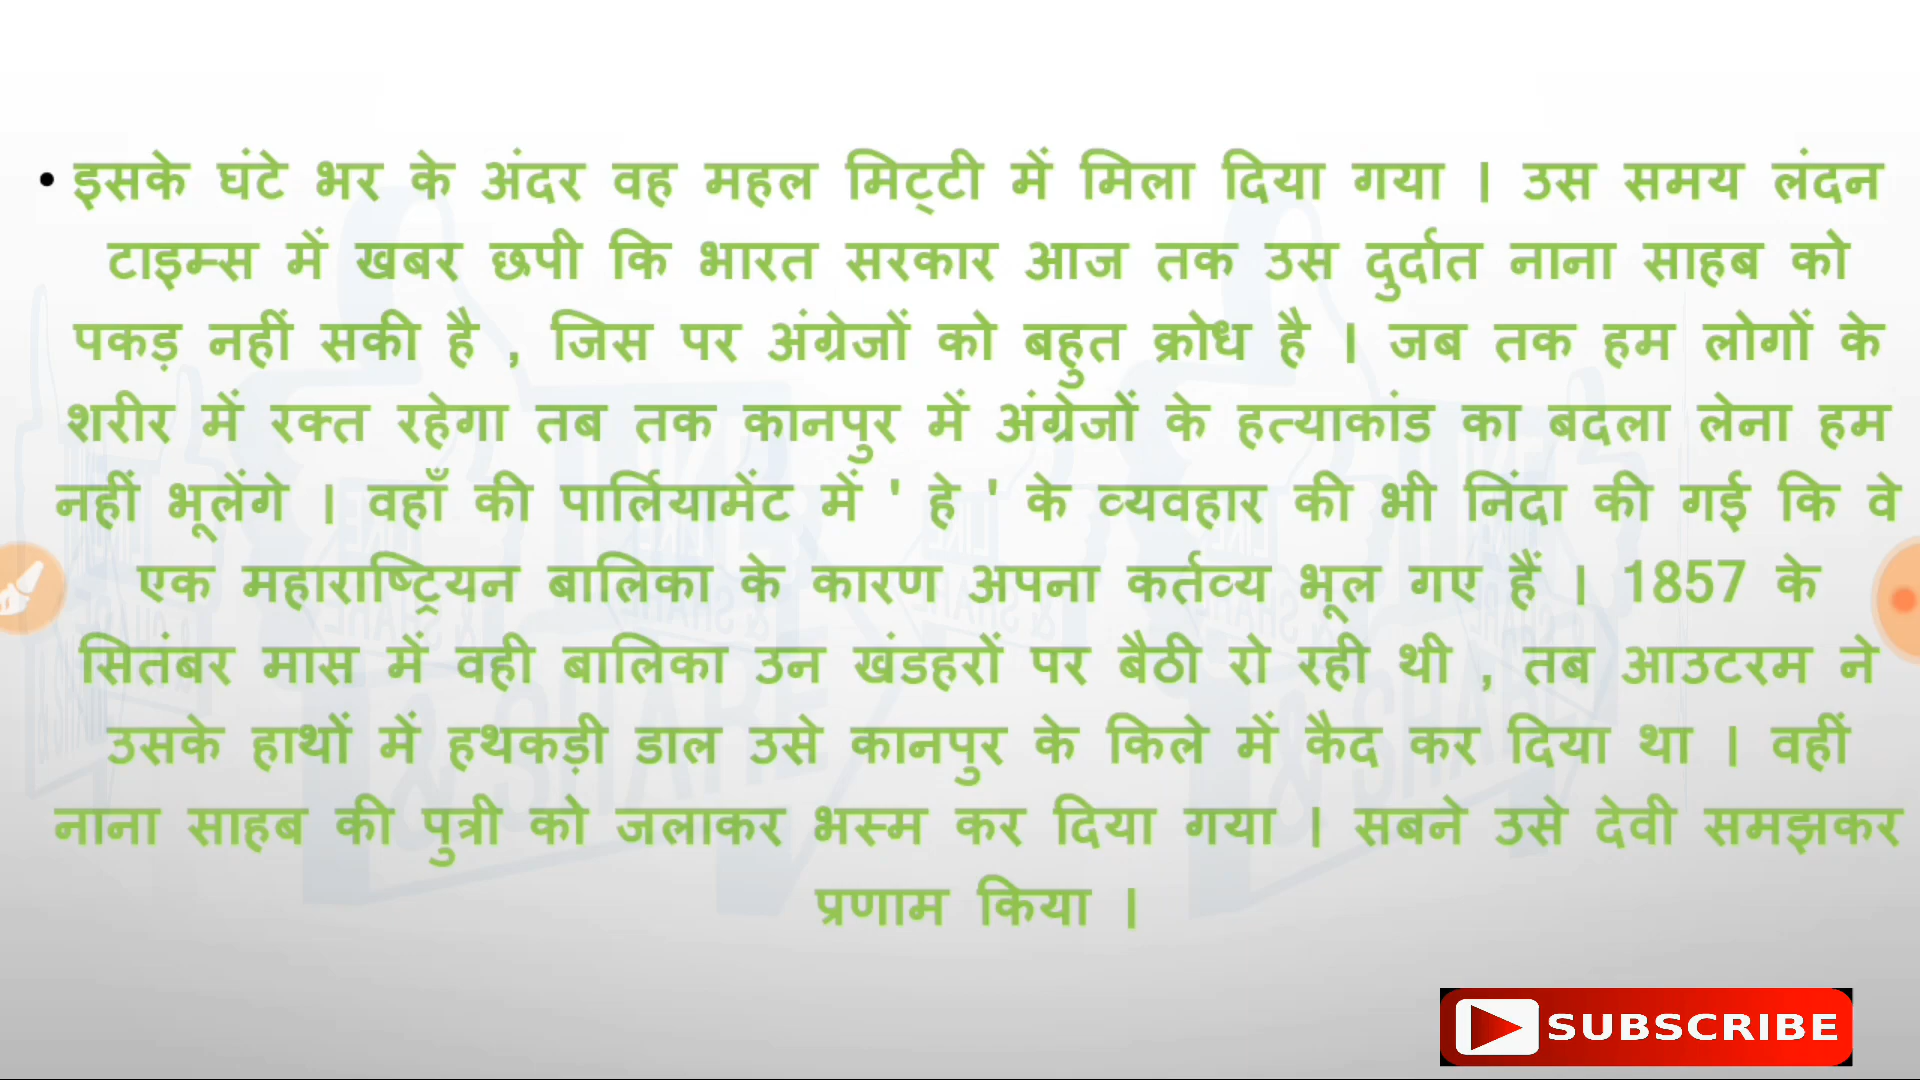 • इसके घंटे भर के अंदर वह महल मिट्टी में मिला दिया गया । उस समय लंदन
टाइम्स में खबर छपी कि भारत सरकार आज तक उस दुर्दात नाना साहब को
पकड़ नहीं सकी है , जिस पर अंग्रेजों को बहुत क्रोध है । जब तक हम लोगों के
शरीर में रक्त रहेगा तब तक कानपुर में अंग्रेजों के हत्याकांड का बदला लेना हम
नहीं भूलेंगे । वहाँ की पार्लियामेंट में ' हे ' के व्यवहार की भी निंदा की गई कि वे
एक महाराष्ट्रियन बालिका के कारण अपना कर्तव्य भूल गए हैं । 1857 के
सितंबर मास में वही बालिका उन खंडहरों पर बैठी रो रही थी , तब आउटरम ने
उसके हाथों में हथकड़ी डाल उसे कानपुर के किले में कैद कर दिया था । वहीं
नाना साहब की पुत्री को जलाकर भस्म कर दिया गया । सबने उसे देवी समझकर
प्रणाम किया ।
SUBSCRIBE